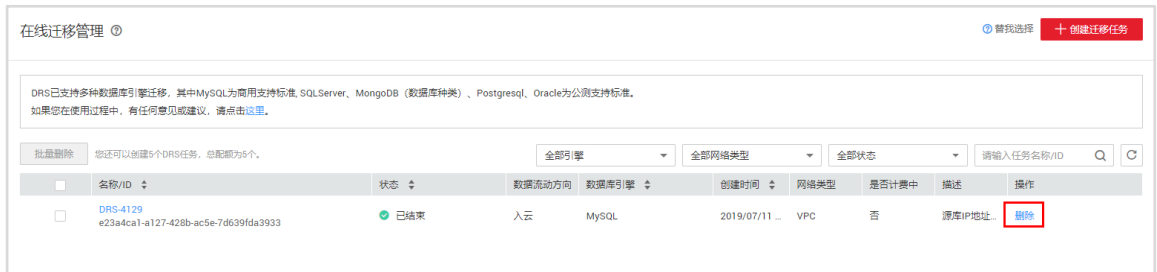 在线迁移管理
替我选择
创建迁移任务
DRS已支持多种数据库引擎迁移，其中MySQL为商用支持标准, SQLServer、MongoDB（数据库种类）、Postgresql、Oracle为公测支持标准。
如果您在使用过程中，有任何意见或建议，请点击这里。
批量删除 您还可以创建5个DRS任务，总配额为5个。 全部引擎 全部网络类型 全部状态 请输入任务名称/ID
名称/ID 状态 数据流动方向 数据库引擎 创建时间 网络类型 是否计费中 描述 操作
DRS-4129
e23a4ca1-a127-428b-ac5e-7d639fda3933
已结束 入云 MySQL 2019/07/11 ... VPC 否 源库IP地址... 删除